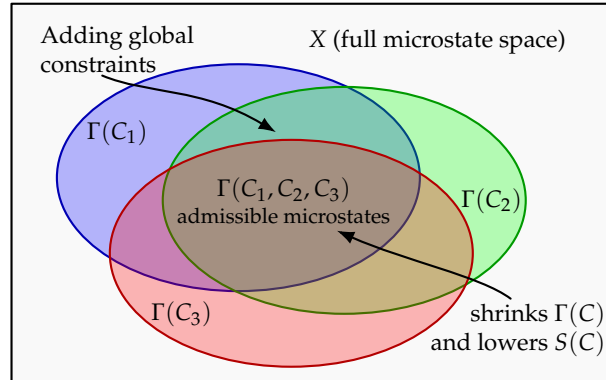 Adding global
constraints
X (full microstate space)
Γ(C₁)
Γ(C₁, C₂, C₃)
admissible microstates
Γ(C₂)
Γ(C₃)
shrinks Γ(C)
and lowers S(C)